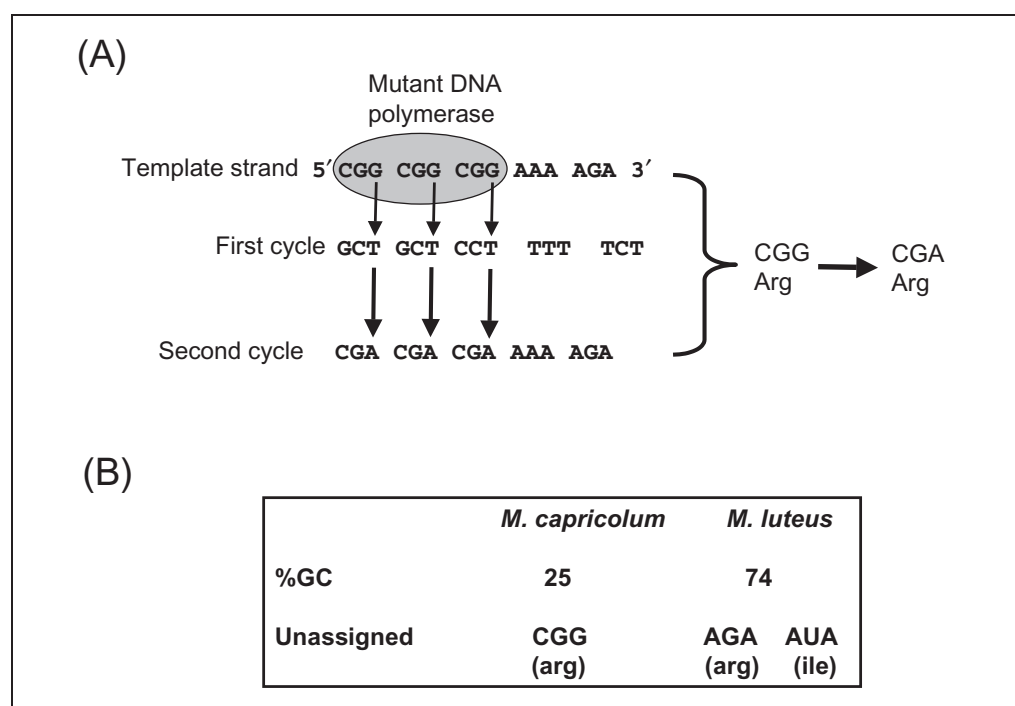 (A)
Mutant DNA
polymerase
Template strand 5′ CGG CGG CGG AAA AGA 3′
First cycle GCT GCT CCT TTT TCT
CGG CGA
Arg Arg
Second cycle CGA CGA CGA AAA AGA
(B)
M. capricolum M. luteus
%GC 25 74
Unassigned CGG AGA AUA
(arg) (arg) (ile)